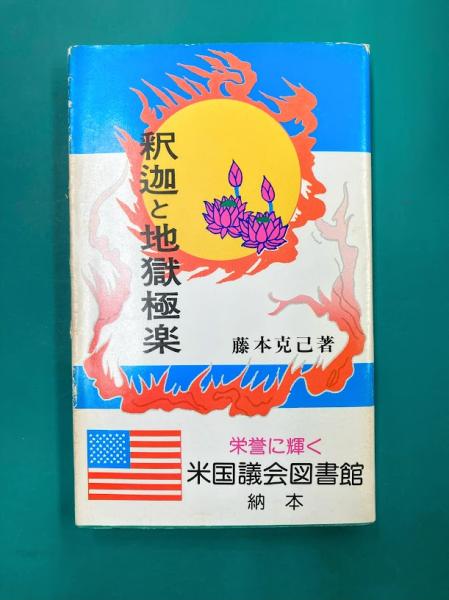 釈迦と地獄極楽
藤本克己著
栄誉に輝く
米国議会図書館
納本